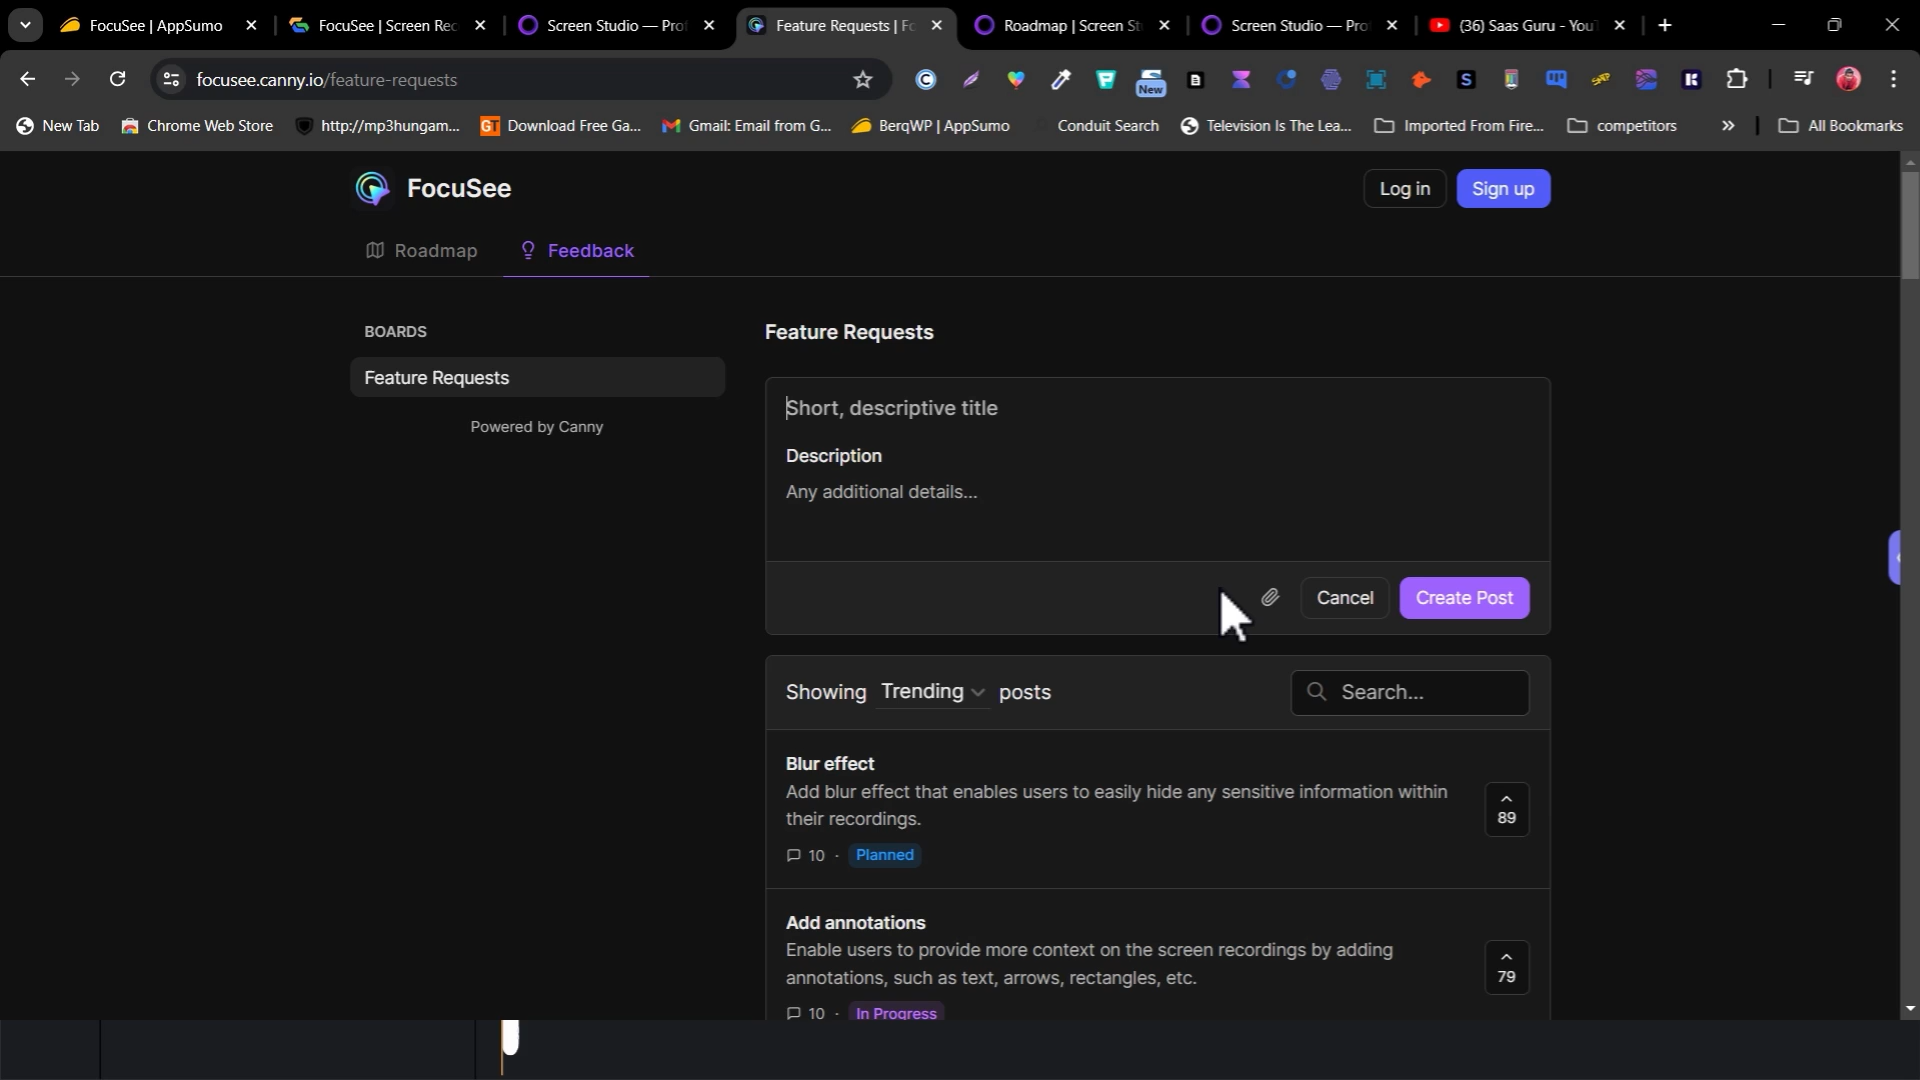 FocuSee | AppSumo
FocuSee | Screen Rec
Screen Studio — Prof
Feature Requests | Fo
Roadmap | Screen St
Screen Studio — Prof
(36) Saas Guru - You
focusee.canny.io/feature-requests
New
New Tab
Chrome Web Store
http://mp3hungam...
GT Download Free Ga...
Gmail: Email from G...
BerqWP | AppSumo
Conduit Search
Television Is The Lea...
Imported From Fire...
competitors
All Bookmarks
FocuSee
Log in
Sign up
Roadmap
Feedback
BOARDS
Feature Requests
Powered by Canny
Feature Requests
Short, descriptive title
Description
Any additional details...
Cancel
Create Post
Showing Trending posts
Search...
Blur effect
Add blur effect that enables users to easily hide any sensitive information within
their recordings.
89
10 · Planned
Add annotations
Enable users to provide more context on the screen recordings by adding
annotations, such as text, arrows, rectangles, etc.
79
10 · In Progress